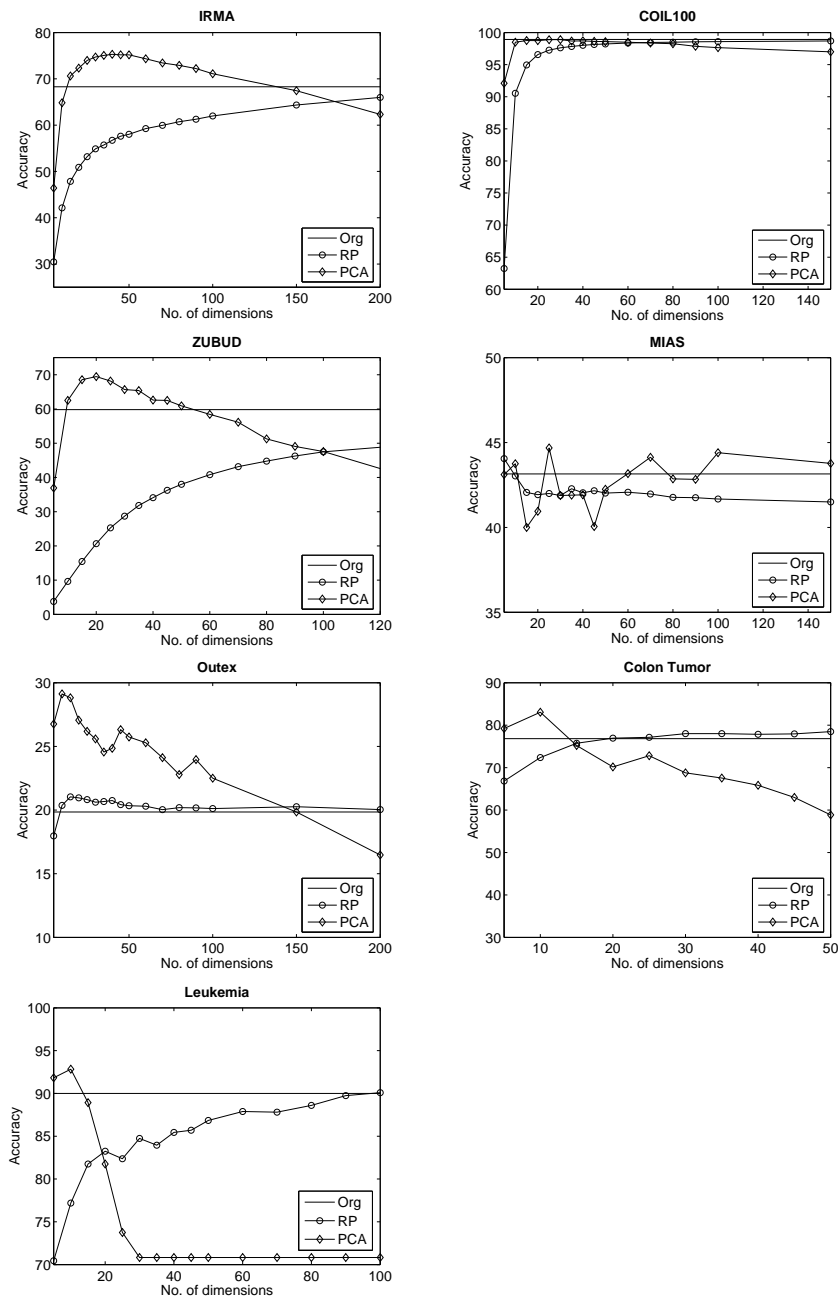 IRMA
80
70
60
50
40
30
Accuracy
50
100
150
200
No. of dimensions
Org
RP
PCA
COIL100
100
95
90
85
80
75
70
65
60
Accuracy
20
40
60
80
100
120
140
No. of dimensions
Org
RP
PCA
ZUBUD
70
60
50
40
30
20
10
0
Accuracy
20
40
60
80
100
120
No. of dimensions
Org
RP
PCA
MIAS
50
45
40
35
Accuracy
20
40
60
80
100
120
140
No. of dimensions
Org
RP
PCA
Outex
30
25
20
15
10
Accuracy
50
100
150
200
No. of dimensions
Org
RP
PCA
Colon Tumor
90
80
70
60
50
40
30
Accuracy
10
20
30
40
50
No. of dimensions
Org
RP
PCA
Leukemia
100
95
90
85
80
75
70
Accuracy
20
40
60
80
100
No. of dimensions
Org
RP
PCA